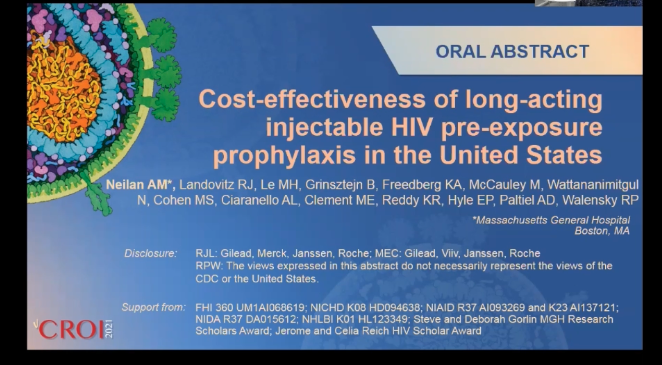 ORAL ABSTRACT
Cost-effectiveness of long-acting
injectable HIV pre-exposure
prophylaxis in the United States
Neilan AM*, Landovitz RJ, Le MH, Grinsztejn B, Freedberg KA, McCauley M, Wattananimitgul
N, Cohen MS, Ciaranello AL, Clement ME, Reddy KR, Hyle EP, Paltiel AD, Walensky RP
*Massachusetts General Hospital
Boston, MA
Disclosure: RJL: Gilead, Merck, Janssen, Roche; MEC: Gilead, Viiv, Janssen, Roche
RPW: The views expressed in this abstract do not necessarily represent the views of the
CDC or the United States.
Support from: FHI 360 UM1AI068619; NICHD K08 HD094638; NIAID R37 AI093269 and K23 AI137121;
NIDA R37 DA015612; NHLBI K01 HL123349; Steve and Deborah Gorlin MGH Research
Scholars Award; Jerome and Celia Reich HIV Scholar Award
CROI 2021